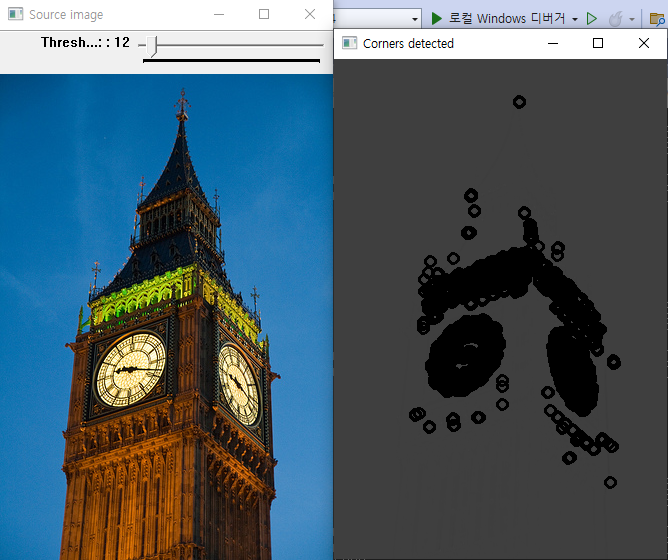 Source image
Thresh...: : 12
로컬 Windows 디버거
Corners detected